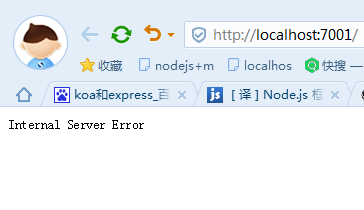 http://localhost:7001/
收藏 nodejs+m localhos 快搜 —
koa和express_百 [ 译 ] Node.js 框
Internal Server Error